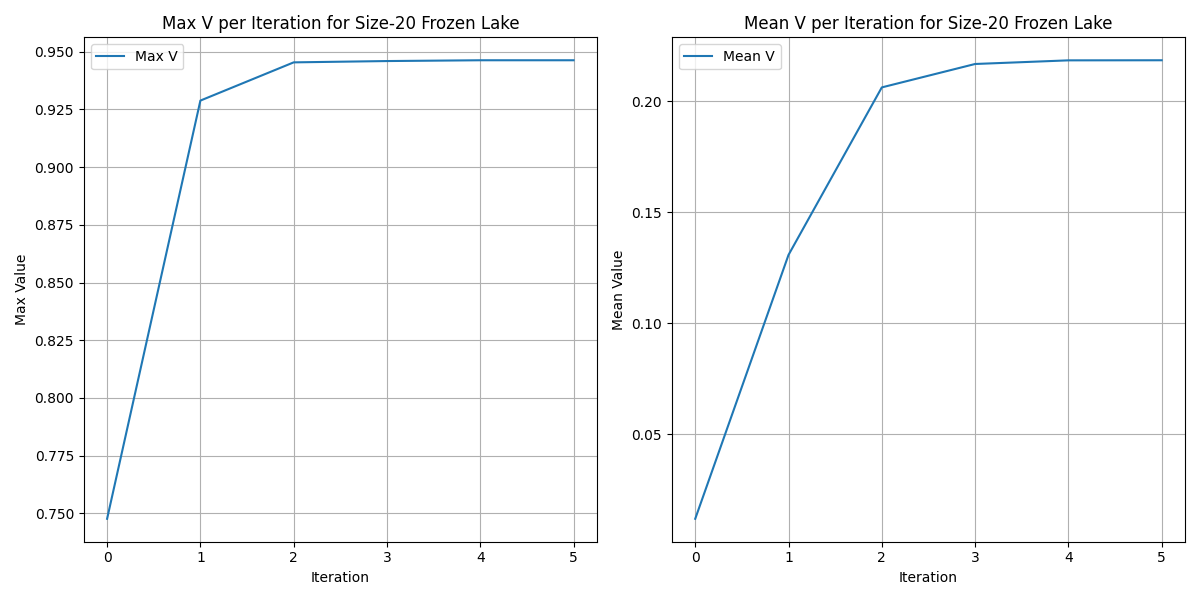 Max V per Iteration for Size-20 Frozen Lake
Max V
0.950
0.925
0.900
0.875
0.850
0.825
0.800
0.775
0.750
Max Value
0 1 2 3 4 5
Iteration
Mean V per Iteration for Size-20 Frozen Lake
Mean V
0.20
0.15
0.10
0.05
Mean Value
0 1 2 3 4 5
Iteration